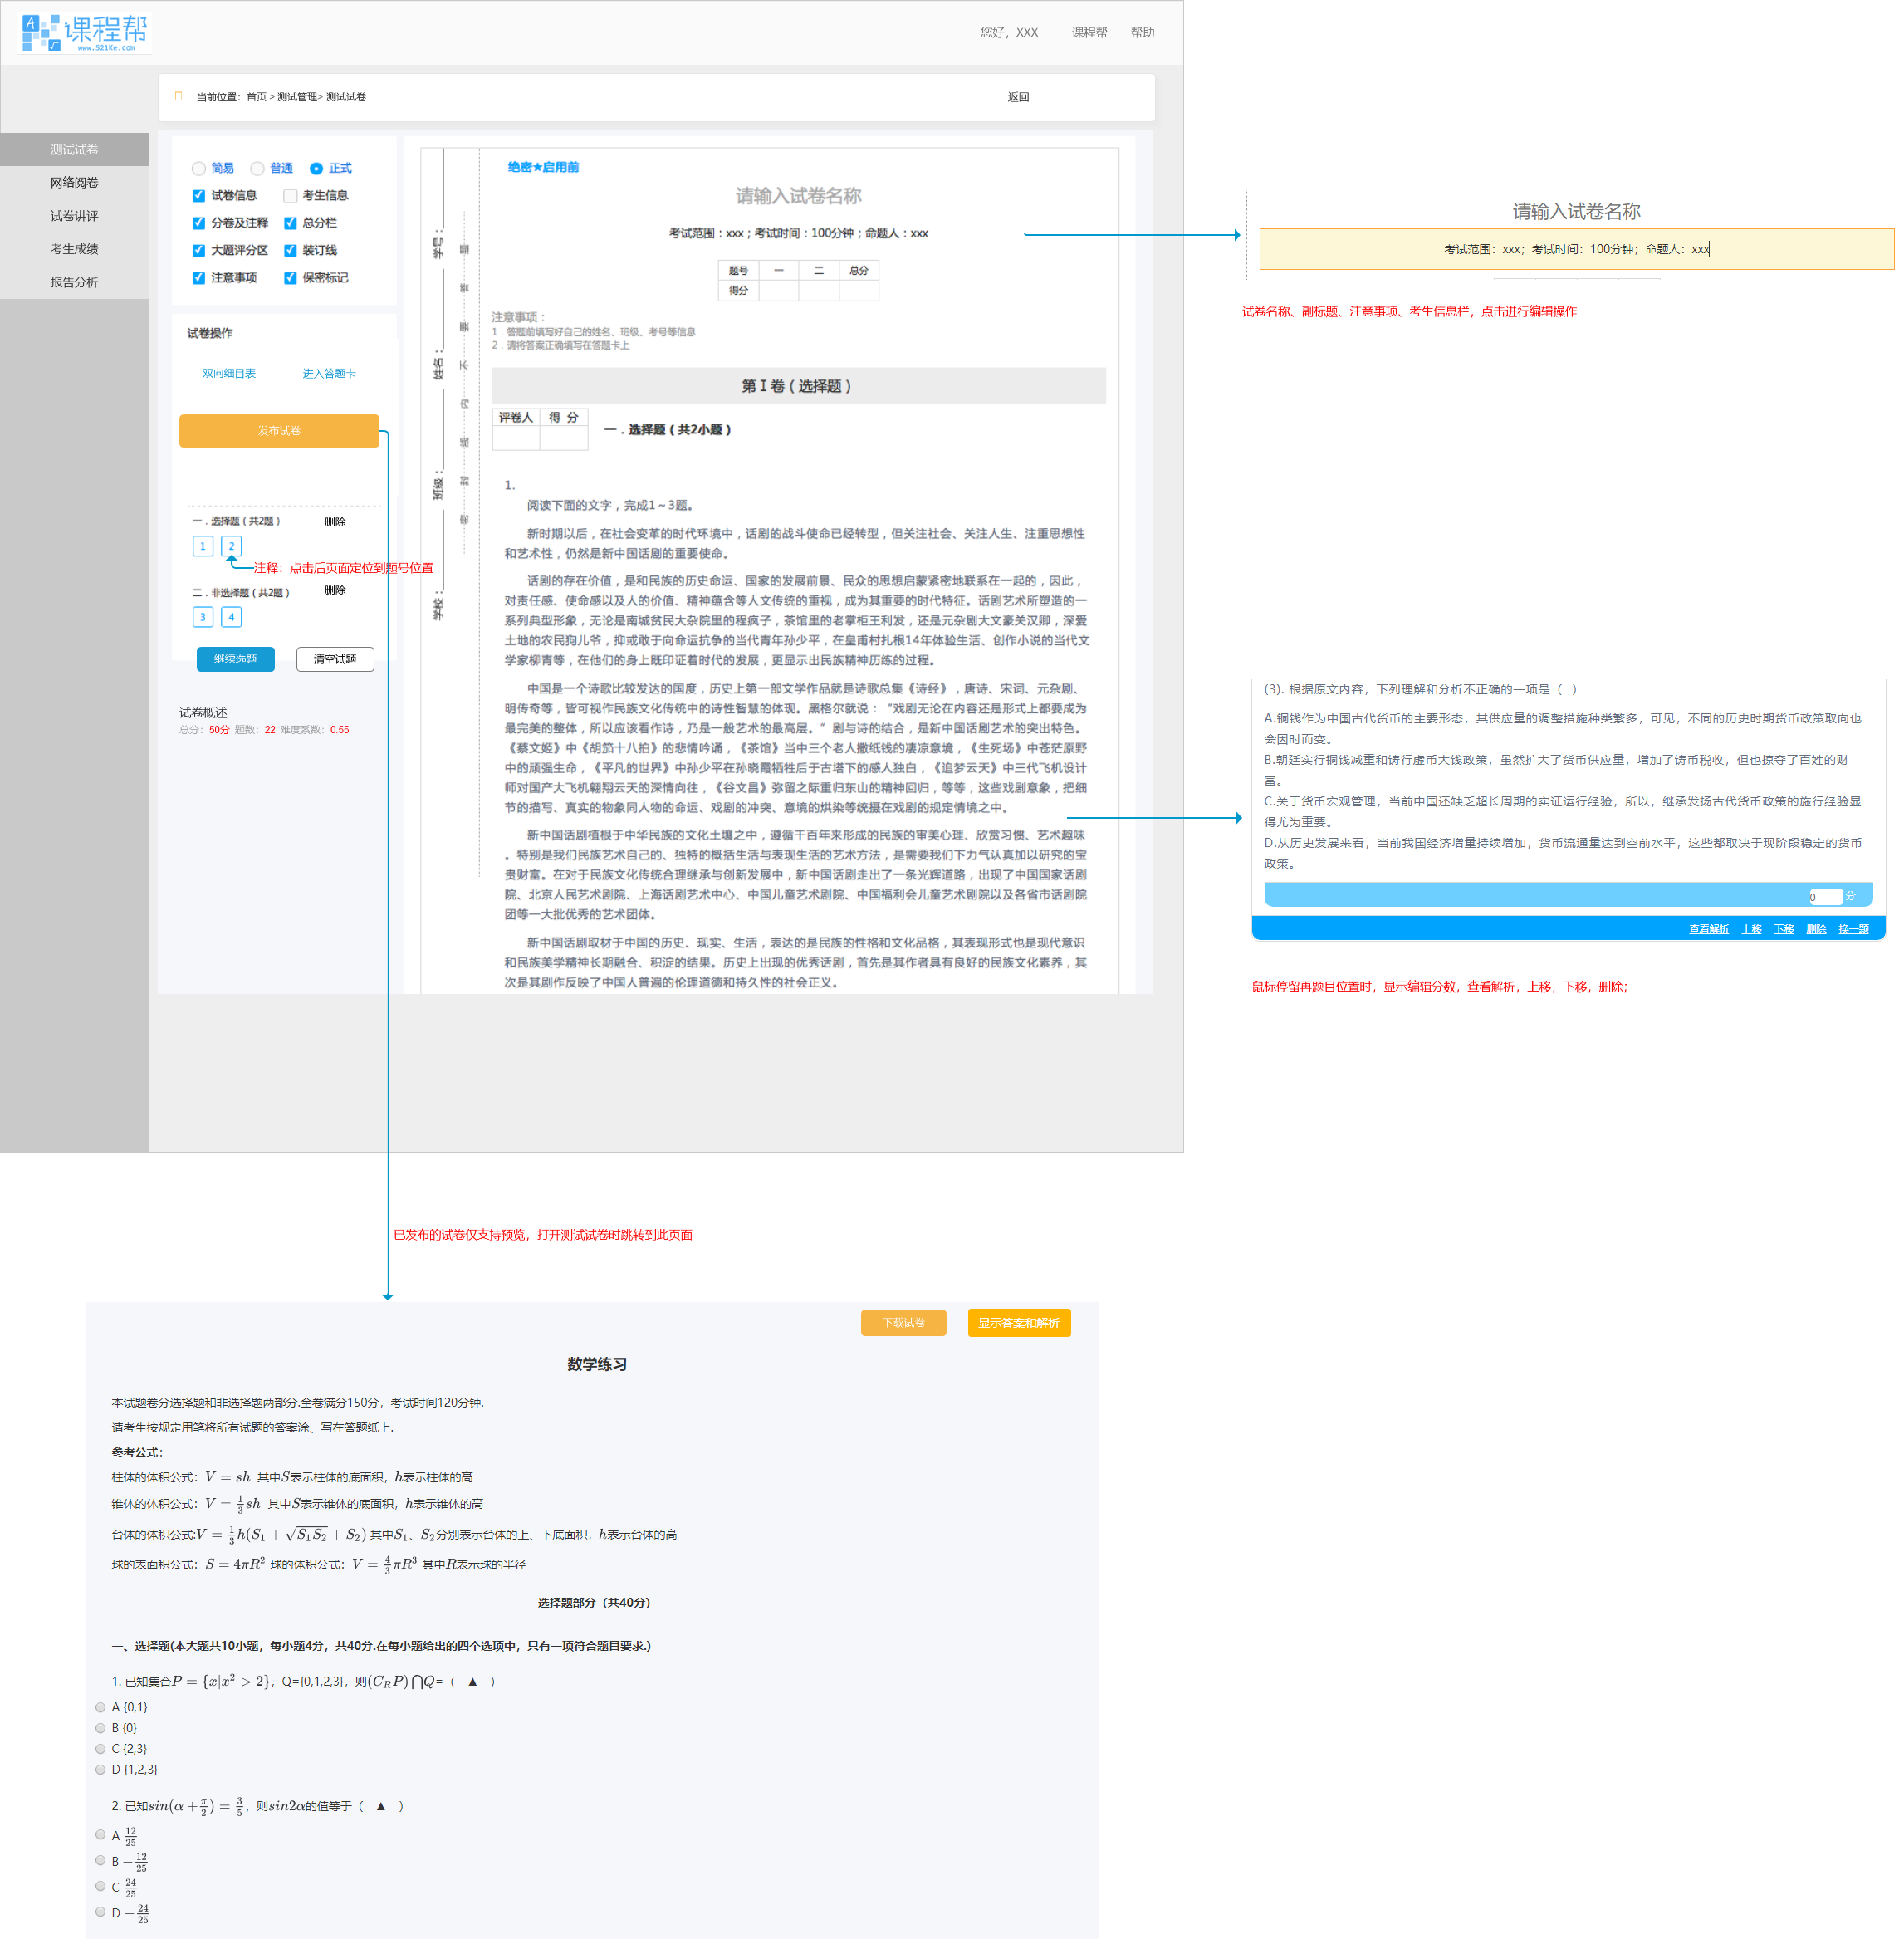 课程帮
www.521Ke.com
您好，XXX 课程帮 帮助
当前位置：首页 > 测试管理> 测试试卷 返回
测试试卷
网络阅卷
试卷讲评
考生成绩
报告分析
简易 普通 正式
试卷信息 考生信息
分卷及注释 总分栏
大题评分区 装订线
注意事项 保密标记
试卷操作
双向细目表 进入答题卡
发布试卷
一．选择题（共2题） 删除
1 2
注释：点击后页面定位到题号位置
二．非选择题（共2题） 删除
3 4
继续选题 清空试题
试卷概述
总分：50分 题数：22 难度系数：0.55
学号：
姓名：
班级：
学校：
密 封 线 内 不 要 答 题
绝密★启用前
请输入试卷名称
考试范围：xxx；考试时间：100分钟；命题人：xxx
题号 一 二 总分
得分
注意事项：
1．答题前填写好自己的姓名、班级、考号等信息
2．请将答案正确填写在答题卡上
第 I 卷（选择题）
评卷人 得 分
一．选择题（共2小题）
1.
阅读下面的文字，完成1～3题。
新时期以后，在社会变革的时代环境中，话剧的战斗使命已经转型，但关注社会、关注人生、注重思想性
和艺术性，仍然是新中国话剧的重要使命。
话剧的存在价值，是和民族的历史命运、国家的发展前景、民众的思想启蒙紧密地联系在一起的，因此，
对责任感、使命感以及人的价值、精神蕴含等人文传统的重视，成为其重要的时代特征。话剧艺术所塑造的一
系列典型形象，无论是南城贫民大杂院里的程疯子，茶馆里的老掌柜王利发，还是元杂剧大文豪关汉卿，深爱
土地的农民狗儿爷，抑或敢于向命运抗争的当代青年孙少平，在皇甫村扎根14年体验生活、创作小说的当代文
学家柳青等，在他们的身上既印证着时代的发展，更显示出民族精神历练的过程。
中国是一个诗歌比较发达的国度，历史上第一部文学作品就是诗歌总集《诗经》，唐诗、宋词、元杂剧、
明传奇等，皆可视作民族文化传统中的诗性智慧的体现。黑格尔就说：“戏剧无论在内容还是形式上都要成为
最完美的整体，所以应该看作诗，乃是一般艺术的最高层。”剧与诗的结合，是新中国话剧艺术的突出特色。
《蔡文姬》中《胡笳十八拍》的悲情吟诵，《茶馆》当中三个老人撒纸钱的凄凉意境，《生死场》中苍茫原野
中的顽强生命，《平凡的世界》中孙少平在孙晓霞牺牲后于古塔下的感人独白，《追梦云天》中三代飞机设计
师对国产大飞机翱翔云天的深情向往，《谷文昌》弥留之际重归东山的精神回归，等等，这些戏剧意象，把细
节的描写、真实的物象同人物的命运、戏剧的冲突、意境的烘染等统摄在戏剧的规定情境之中。
新中国话剧植根于中华民族的文化土壤之中，遵循千百年来形成的民族的审美心理、欣赏习惯、艺术趣味
。特别是我们民族艺术自己的、独特的概括生活与表现生活的艺术方法，是需要我们下力气认真加以研究的宝
贵财富。在对于民族文化传统合理继承与创新发展中，新中国话剧走出了一条光辉道路，出现了中国国家话剧
院、北京人民艺术剧院、上海话剧艺术中心、中国儿童艺术剧院、中国福利会儿童艺术剧院以及各省市话剧院
团等一大批优秀的艺术团体。
新中国话剧取材于中国的历史、现实、生活，表达的是民族的性格和文化品格，其表现形式也是现代意识
和民族美学精神长期融合、积淀的结果。历史上出现的优秀话剧，首先是其作者具有良好的民族文化素养，其
次是其剧作反映了中国人普遍的伦理道德和持久性的社会正义。
请输入试卷名称
考试范围：xxx；考试时间：100分钟；命题人：xxx
试卷名称、副标题、注意事项、考生信息栏，点击进行编辑操作
(3). 根据原文内容，下列理解和分析不正确的一项是（ ）
A.铜钱作为中国古代货币的主要形态，其供应量的调整措施种类繁多，可见，不同的历史时期货币政策取向也
会因时而变。
B.朝廷实行铜钱减重和铸行虚币大钱政策，虽然扩大了货币供应量，增加了铸币税收，但也掠夺了百姓的财
富。
C.关于货币宏观管理，当前中国还缺乏超长周期的实证运行经验，所以，继承发扬古代货币政策的施行经验显
得尤为重要。
D.从历史发展来看，当前我国经济增量持续增加，货币流通量达到空前水平，这些都取决于现阶段稳定的货币
政策。
0 分
查看解析 上移 下移 删除 换一题
鼠标停留再题目位置时，显示编辑分数，查看解析，上移，下移，删除；
已发布的试卷仅支持预览，打开测试试卷时跳转到此页面
下载试卷 显示答案和解析
数学练习
本试题卷分选择题和非选择题两部分.全卷满分150分，考试时间120分钟.
请考生按规定用笔将所有试题的答案涂、写在答题纸上.
参考公式：
柱体的体积公式：V = sh 其中S表示柱体的底面积，h表示柱体的高
锥体的体积公式：V = 1/3 sh 其中S表示锥体的底面积，h表示锥体的高
台体的体积公式:V = 1/3 h(S₁ + √(S₁S₂) + S₂) 其中S₁、S₂分别表示台体的上、下底面积，h表示台体的高
球的表面积公式：S = 4πR² 球的体积公式：V = 4/3 πR³ 其中R表示球的半径
选择题部分（共40分）
一、选择题(本大题共10小题，每小题4分，共40分.在每小题给出的四个选项中，只有一项符合题目要求.)
1. 已知集合P = {x|x² > 2}，Q={0,1,2,3}，则(C_R P)⋂Q=（ ▲ ）
A {0,1}
B {0}
C {2,3}
D {1,2,3}
2. 已知sin(α + π/2) = 3/5，则sin2α的值等于（ ▲ ）
A 12/25
B −12/25
C 24/25
D −24/25